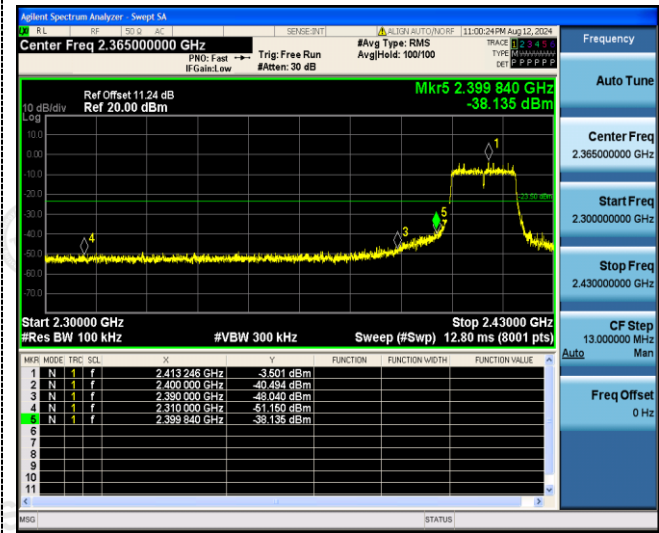 Agilent Spectrum Analyzer - Swept SA
RL RF 50 Ω AC SENSE:INT ALIGN AUTO/NO RF 11:00:24 PM Aug 12, 2024
Center Freq 2.365000000 GHz
#Avg Type: RMS
TRACE 1 2 3 4 5 6
PNO: Fast
Trig: Free Run
Avg|Hold: 100/100
TYPE M
IFGain:Low
#Atten: 30 dB
DET P P P P P P
Ref Offset 11.24 dB
Mkr5 2.399 840 GHz
10 dB/div
Ref 20.00 dBm
-38.135 dBm
Log
10.0
1
0.00
-10.0
-20.0
-23.50 dBm
-30.0
5
-40.0
4
3
-50.0
-60.0
-70.0
Start 2.30000 GHz
Stop 2.43000 GHz
#Res BW 100 kHz
#VBW 300 kHz
Sweep (#Swp) 12.80 ms (8001 pts)
MKR MODE TRC SCL X Y FUNCTION FUNCTION WIDTH FUNCTION VALUE
1 N 1 f 2.413 246 GHz -3.501 dBm
2 N 1 f 2.400 000 GHz -40.494 dBm
3 N 1 f 2.390 000 GHz -48.040 dBm
4 N 1 f 2.310 000 GHz -51.150 dBm
5 N 1 f 2.399 840 GHz -38.135 dBm
6
7
8
9
10
11
MSG
STATUS
Frequency
Auto Tune
Center Freq
2.365000000 GHz
Start Freq
2.300000000 GHz
Stop Freq
2.430000000 GHz
CF Step
13.000000 MHz
Auto Man
Freq Offset
0 Hz